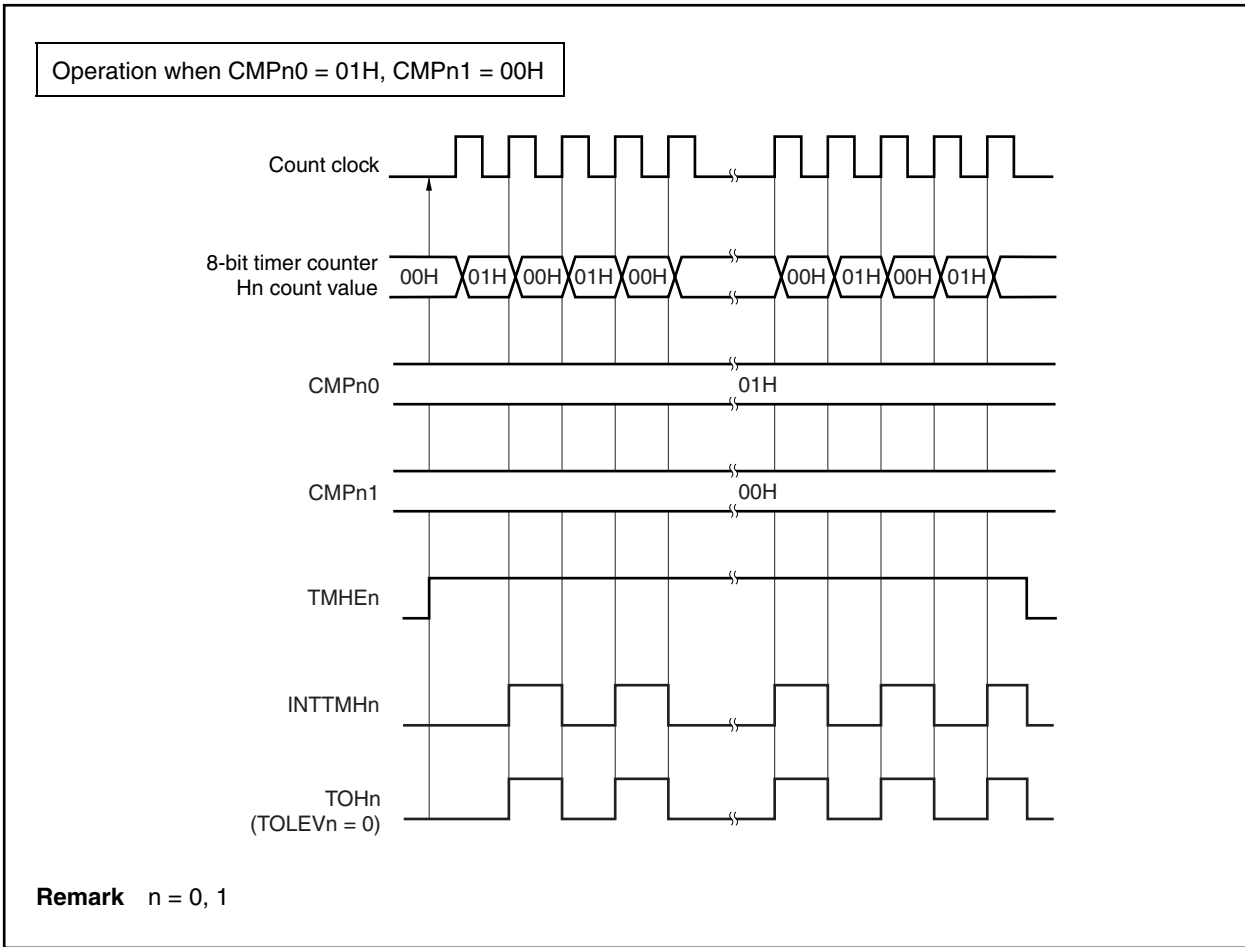 Operation when CMPn0 = 01H, CMPn1 = 00H
Count clock
8-bit timer counter
Hn count value
00H 01H 00H 01H 00H 00H 01H 00H 01H
CMPn0
01H
CMPn1
00H
TMHEn
INTTMHn
TOHn
(TOLEVn = 0)
Remark n = 0, 1